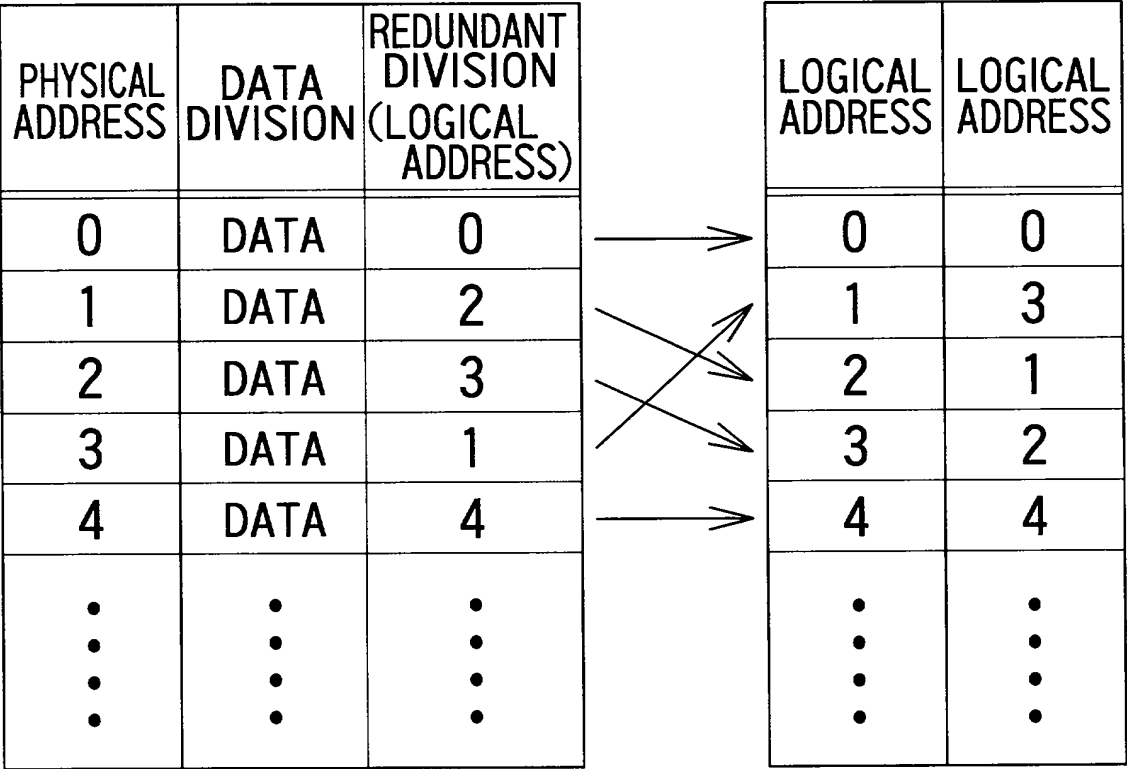 PHYSICAL ADDRESS DATA DIVISION REDUNDANT DIVISION (LOGICAL ADDRESS) LOGICAL ADDRESS LOGICAL ADDRESS
0 DATA 0 0 0
1 DATA 2 1 3
2 DATA 3 2 1
3 DATA 1 3 2
4 DATA 4 4 4